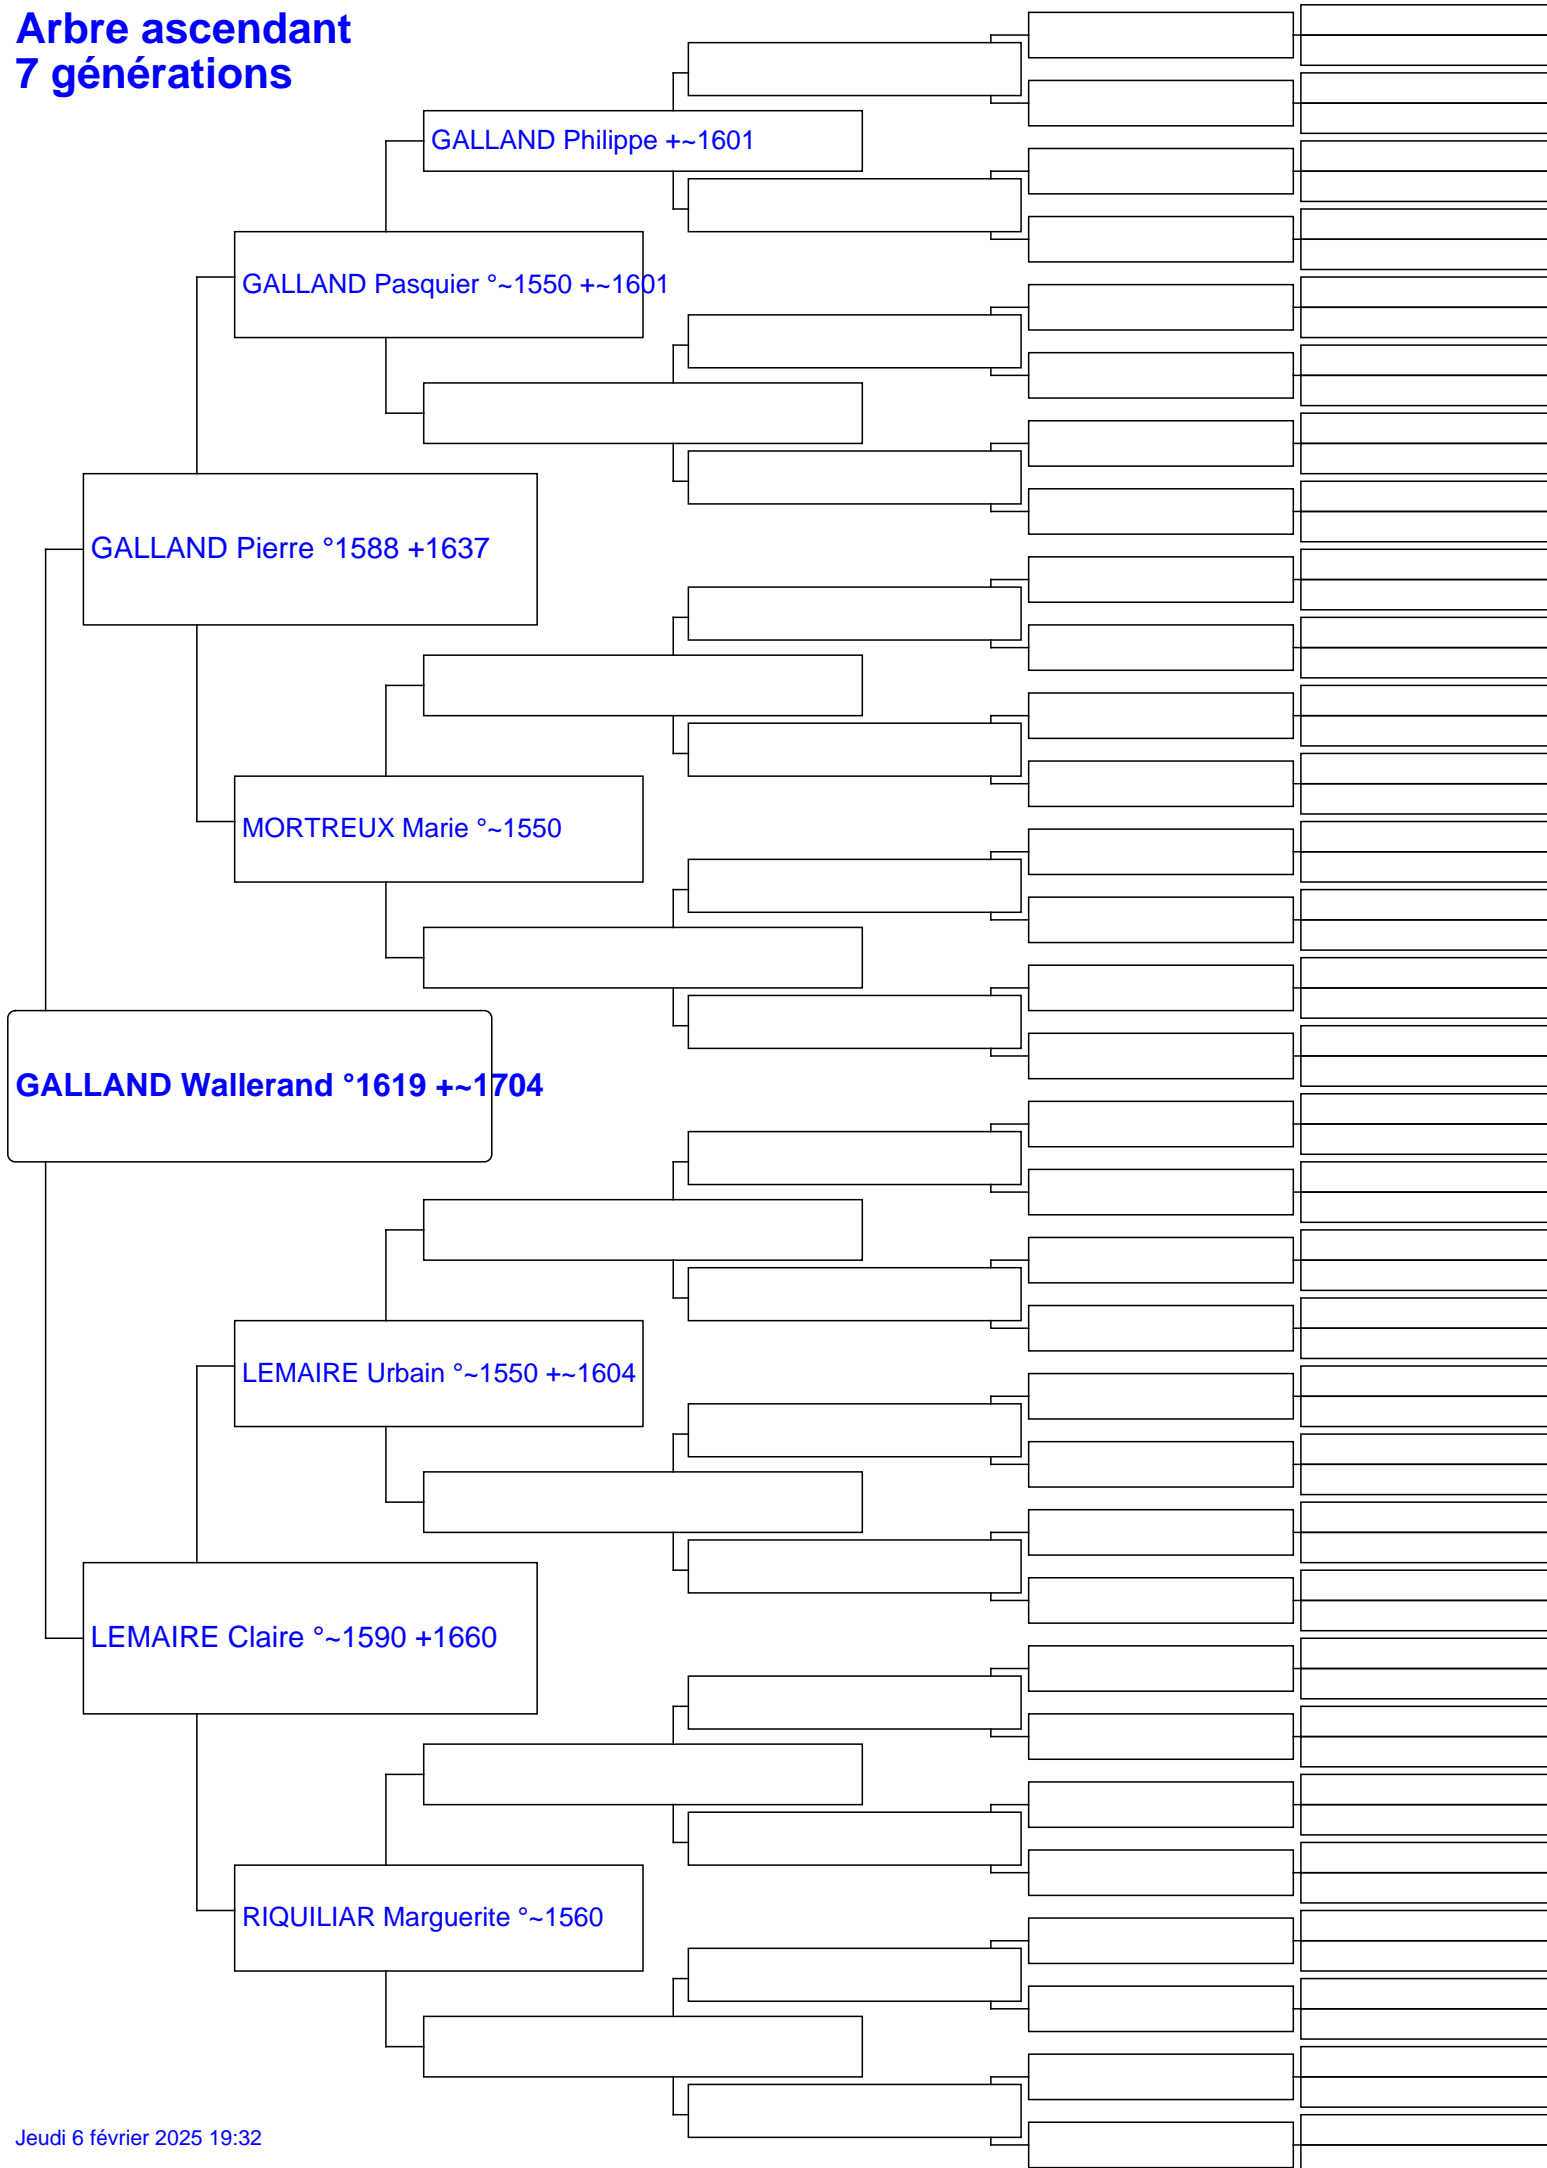 Arbre ascendant
7 générations
GALLAND Philippe +~1601
GALLAND Pasquier °~1550 +~1601
GALLAND Pierre °1588 +1637
MORTREUX Marie °~1550
GALLAND Wallerand °1619 +~1704
LEMAIRE Urbain °~1550 +~1604
LEMAIRE Claire °~1590 +1660
RIQUILIAR Marguerite °~1560
Jeudi 6 février 2025 19:32